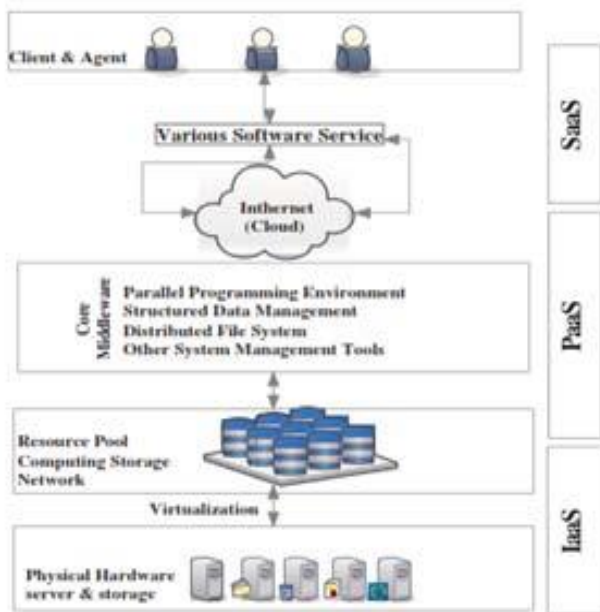 Client & Agent
Various Software Service
Inthernet
(Cloud)
Core
Middleware
Parallel Programming Environment
Structured Data Management
Distributed File System
Other System Management Tools
Resource Pool
Computing Storage
Network
Virtualization
Physical Hardware
server & storage
SaaS
PaaS
IaaS